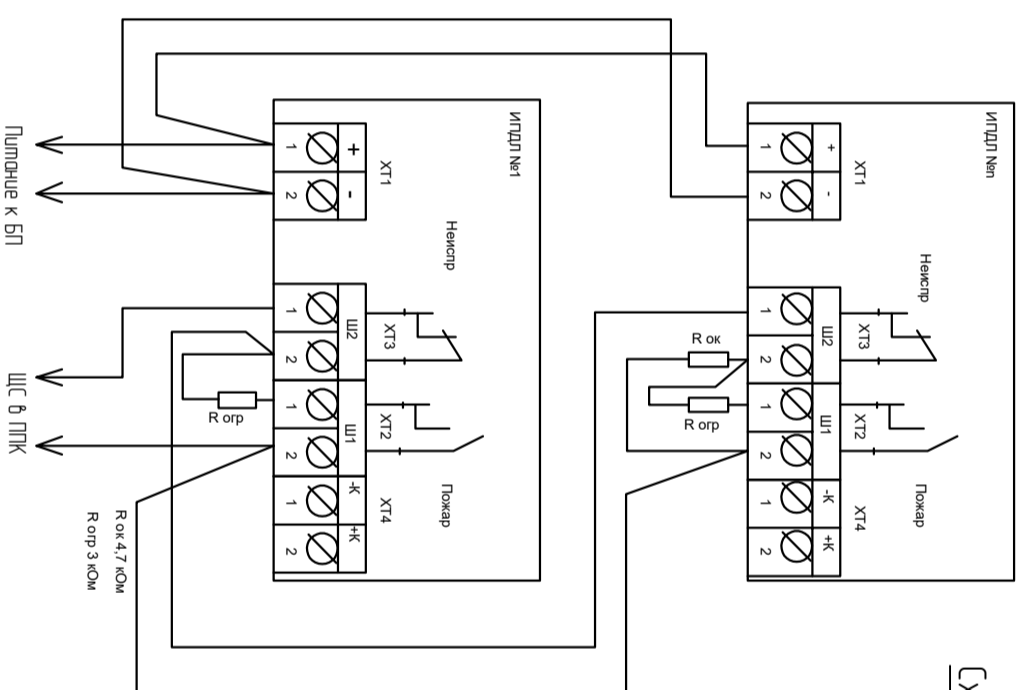 ИПДЛ №n
XT1
+
-
1
2
Неиспр
XT3
Ш2
1
2
R ок
R огр
Пожар
XT2
Ш1
1
2
XT4
-К
+К
1
2
ИПДЛ №1
XT1
+
-
1
2
Неиспр
XT3
Ш2
1
2
R огр
Пожар
XT2
Ш1
1
2
XT4
-К
+К
1
2
Питание к БП
ШС в ППК
R ок 4,7 кОм
R огр 3 кОм